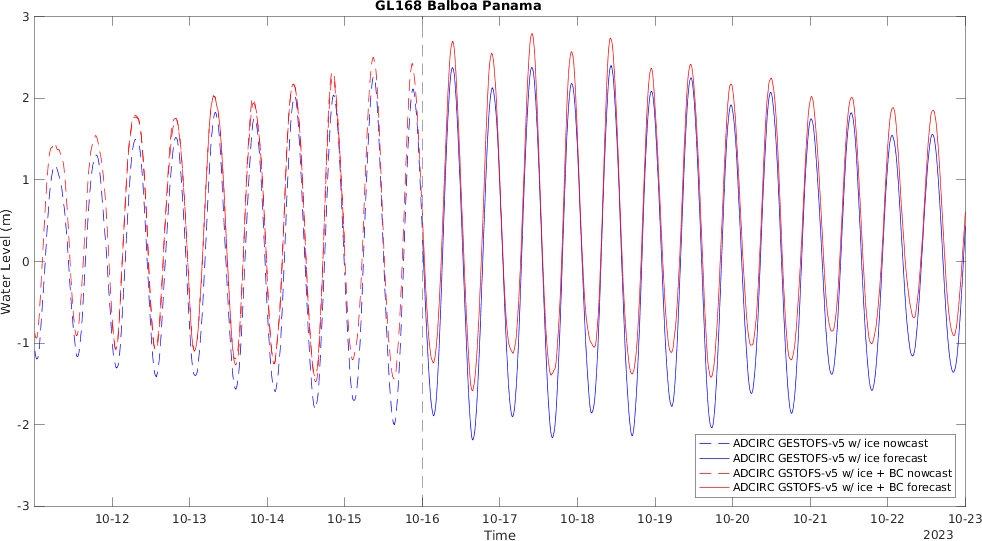 GL168 Balboa Panama
3
2
1
0
-1
-2
-3
Water Level (m)
ADCIRC GESTOFS-v5 w/ ice nowcast
ADCIRC GESTOFS-v5 w/ ice forecast
ADCIRC GSTOFS-v5 w/ ice + BC nowcast
ADCIRC GSTOFS-v5 w/ ice + BC forecast
10-12 10-13 10-14 10-15 10-16 10-17 10-18 10-19 10-20 10-21 10-22 10-23
Time
2023